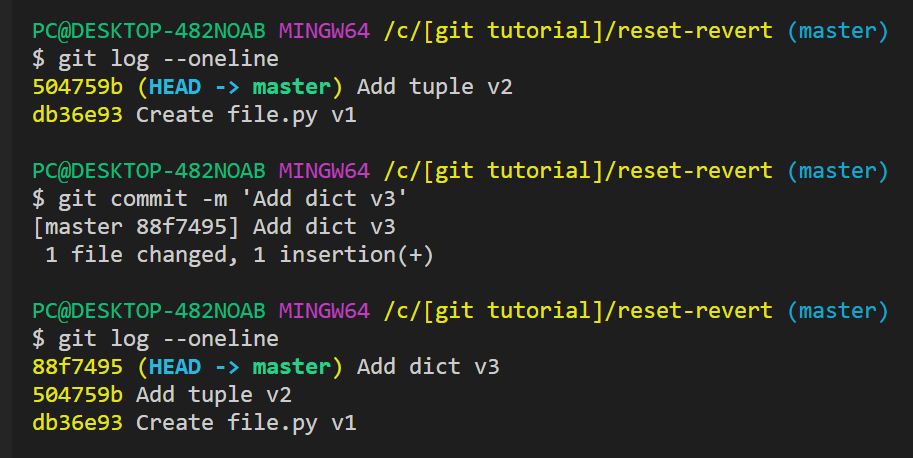 PC@DESKTOP-482NOAB MINGW64 /c/[git tutorial]/reset-revert (master)
$ git log --oneline
504759b (HEAD -> master) Add tuple v2
db36e93 Create file.py v1
PC@DESKTOP-482NOAB MINGW64 /c/[git tutorial]/reset-revert (master)
$ git commit -m 'Add dict v3'
[master 88f7495] Add dict v3
 1 file changed, 1 insertion(+)
PC@DESKTOP-482NOAB MINGW64 /c/[git tutorial]/reset-revert (master)
$ git log --oneline
88f7495 (HEAD -> master) Add dict v3
504759b Add tuple v2
db36e93 Create file.py v1